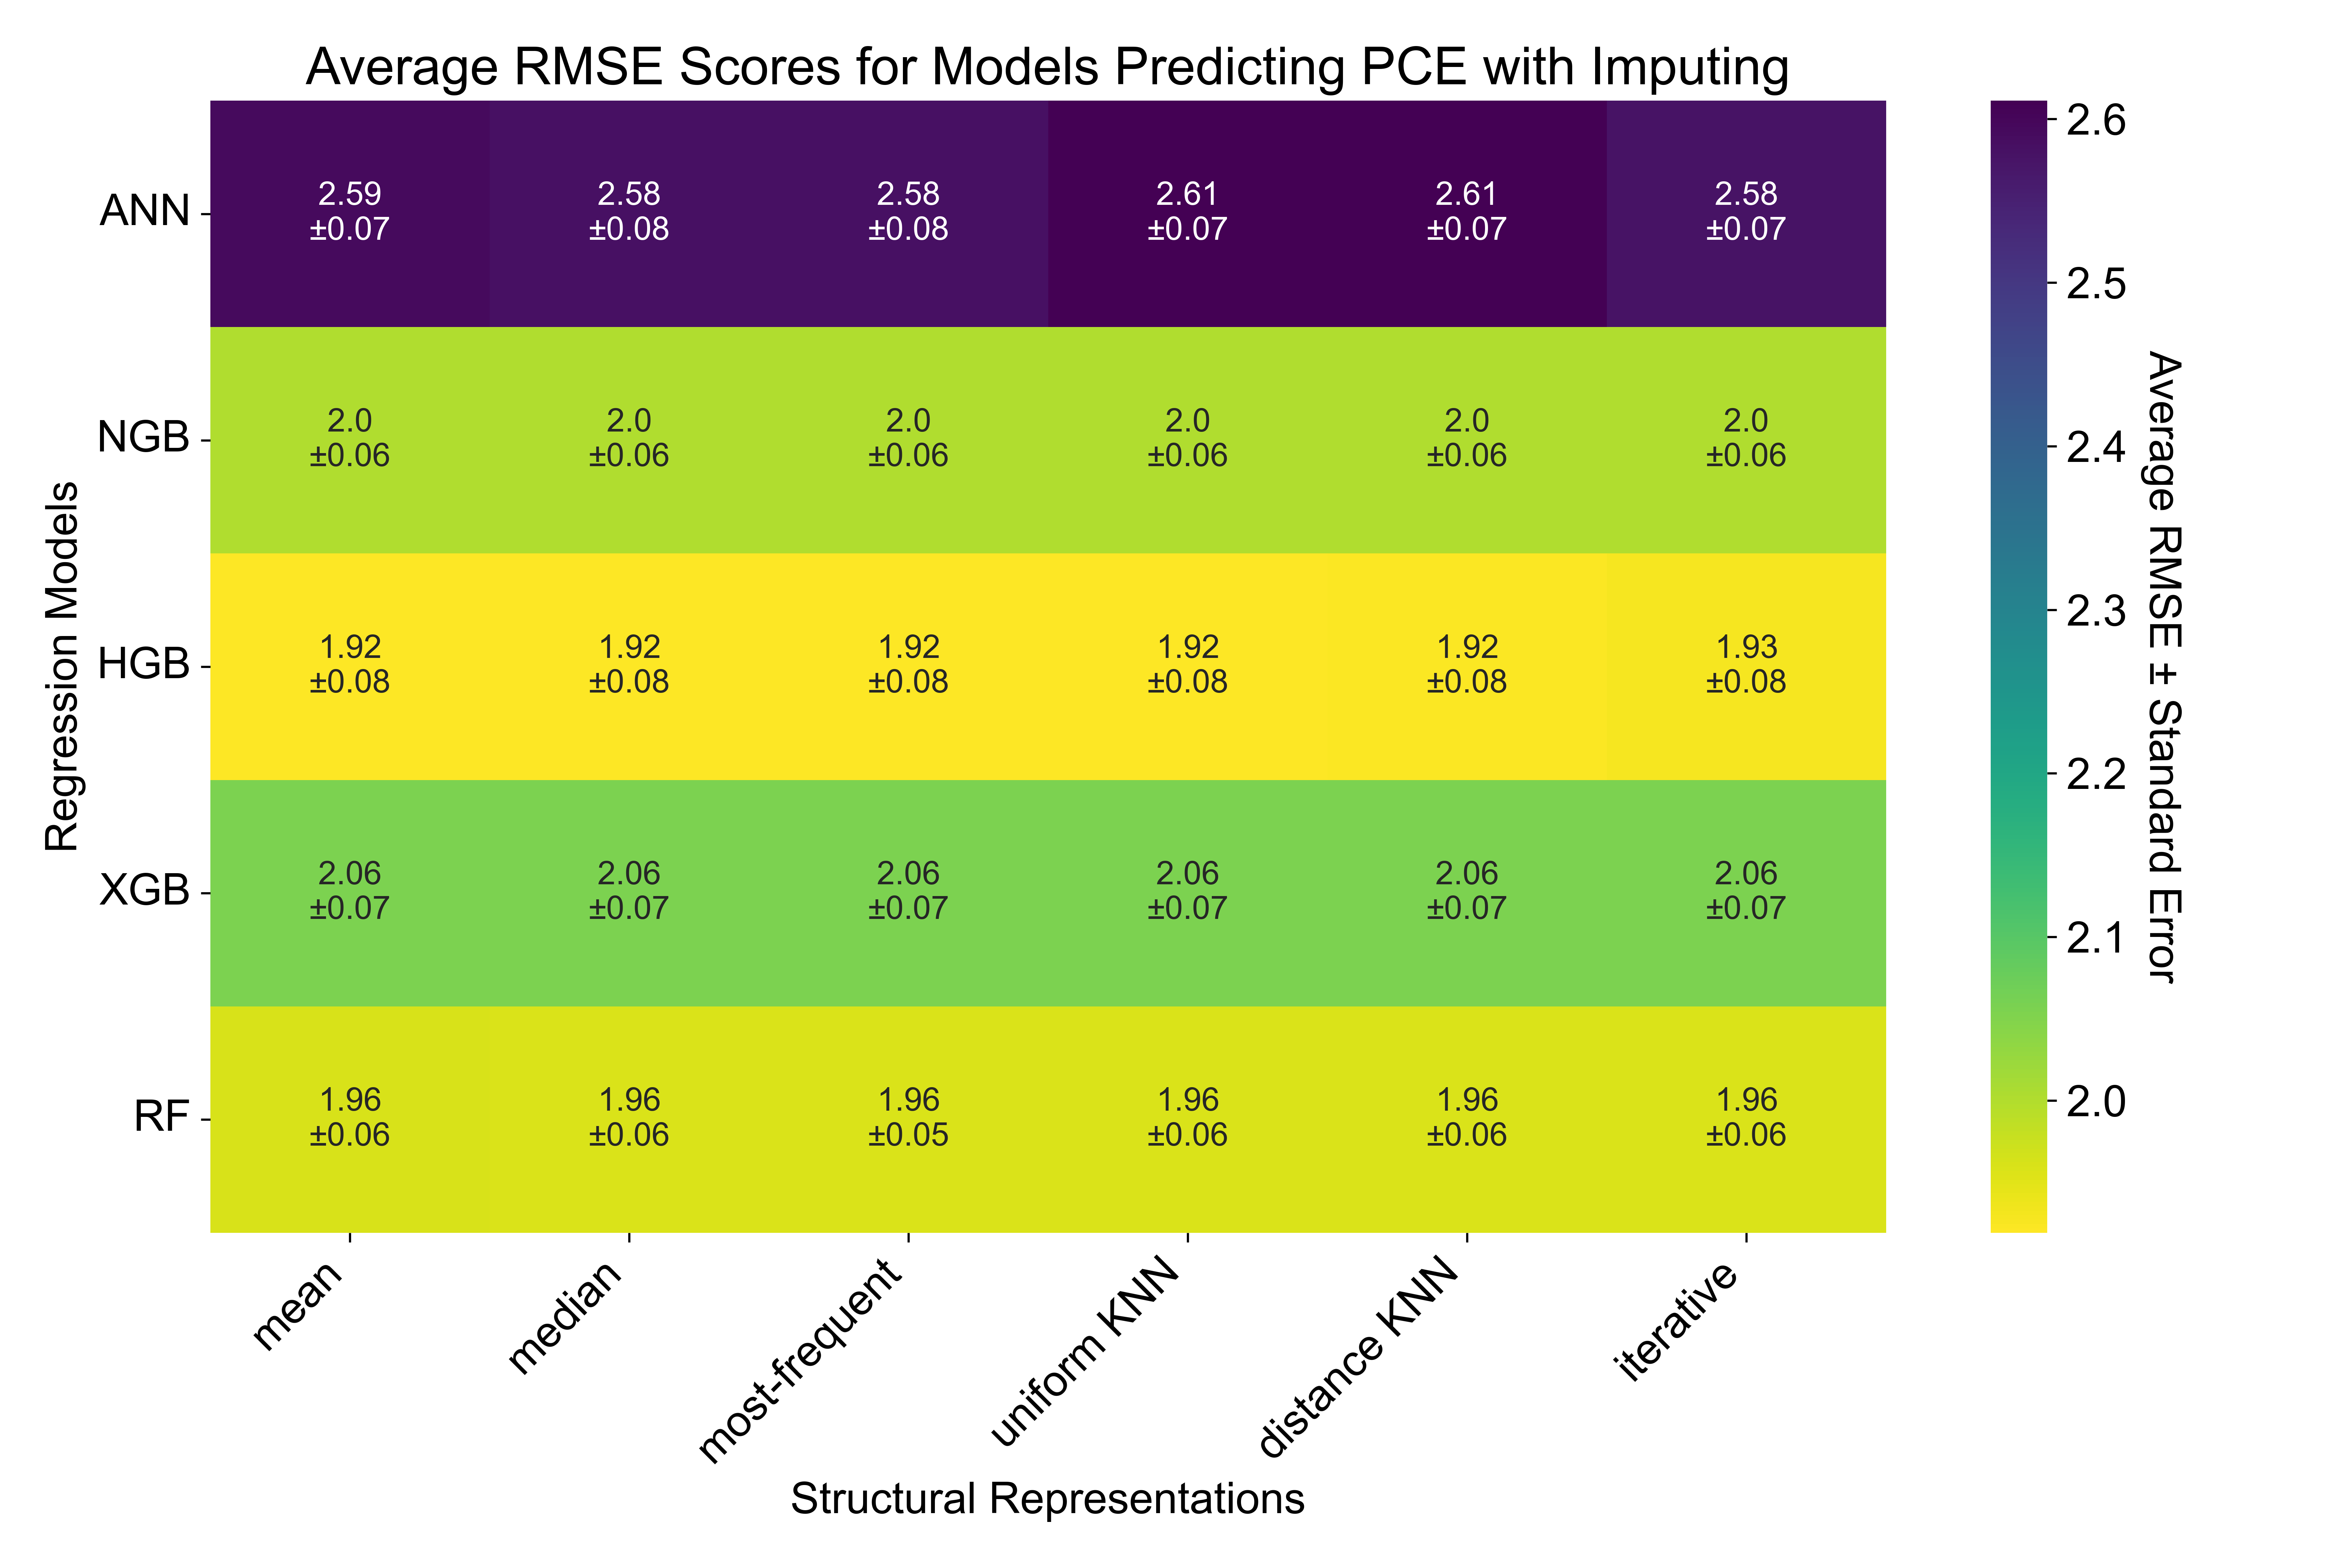 Average RMSE Scores for Models Predicting PCE with Imputing
Regression Models
ANN
2.59 2.58 2.58 2.61 2.61 2.58
±0.07 ±0.08 ±0.08 ±0.07 ±0.07 ±0.07
NGB
2.0 2.0 2.0 2.0 2.0 2.0
±0.06 ±0.06 ±0.06 ±0.06 ±0.06 ±0.06
HGB
1.92 1.92 1.92 1.92 1.92 1.93
±0.08 ±0.08 ±0.08 ±0.08 ±0.08 ±0.08
XGB
2.06 2.06 2.06 2.06 2.06 2.06
±0.07 ±0.07 ±0.07 ±0.07 ±0.07 ±0.07
RF
1.96 1.96 1.96 1.96 1.96 1.96
±0.06 ±0.06 ±0.05 ±0.06 ±0.06 ±0.06
mean
median
most-frequent
uniform KNN
distance KNN
iterative
Structural Representations
2.6
2.5
2.4
2.3
2.2
2.1
2.0
Average RMSE ± Standard Error